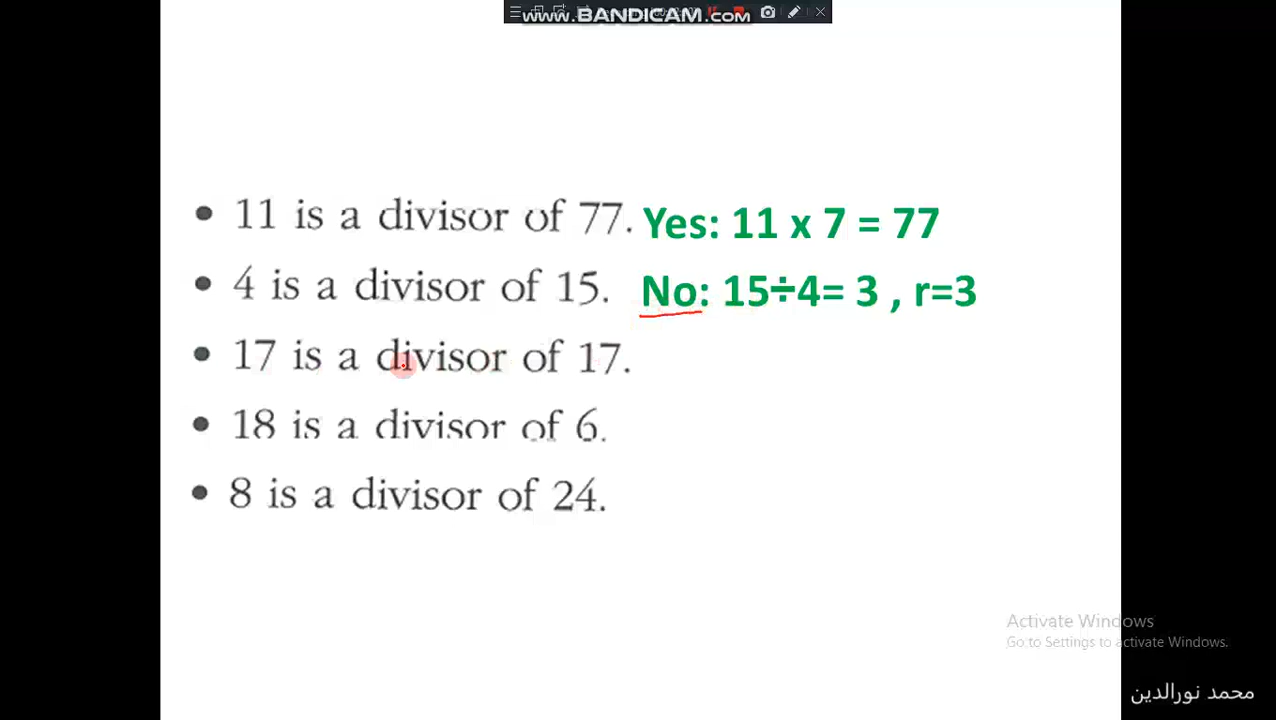 www.BANDICAM.com
• 11 is a divisor of 77. Yes: 11 x 7 = 77
• 4 is a divisor of 15. No: 15÷4= 3 , r=3
• 17 is a divisor of 17.
• 18 is a divisor of 6.
• 8 is a divisor of 24.
Activate Windows
Go to Settings to activate Windows.
محمد نورالدين